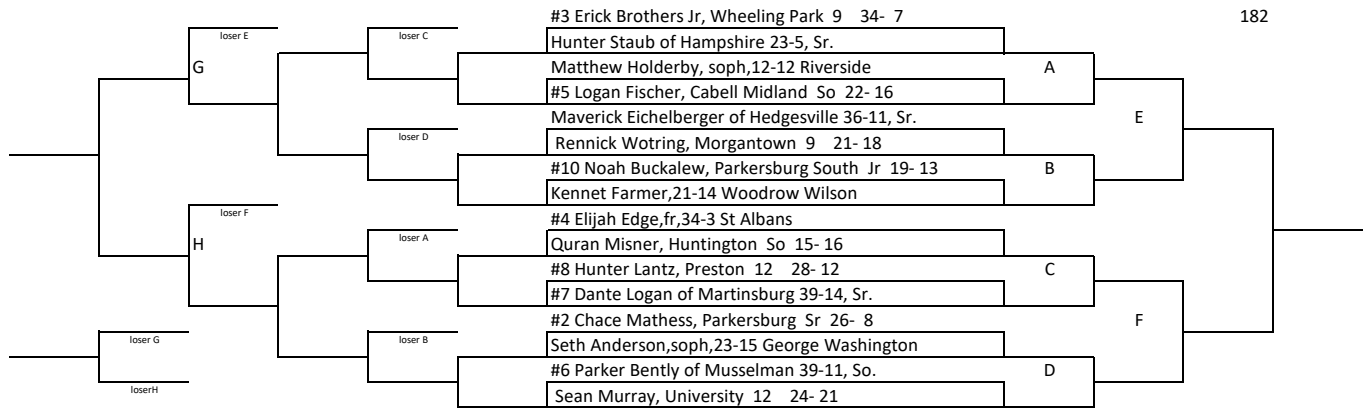 #3 Erick Brothers Jr, Wheeling Park 9 34- 7
182
loser E
loser C
Hunter Staub of Hampshire 23-5, Sr.
G
Matthew Holderby, soph,12-12 Riverside
A
#5 Logan Fischer, Cabell Midland So 22- 16
Maverick Eichelberger of Hedgesville 36-11, Sr.
E
loser D
Rennick Wotring, Morgantown 9 21- 18
#10 Noah Buckalew, Parkersburg South Jr 19- 13
B
Kennet Farmer,21-14 Woodrow Wilson
loser F
#4 Elijah Edge,fr,34-3 St Albans
H
loser A
Quran Misner, Huntington So 15- 16
#8 Hunter Lantz, Preston 12 28- 12
C
#7 Dante Logan of Martinsburg 39-14, Sr.
#2 Chace Mathess, Parkersburg Sr 26- 8
F
loser G
loser B
Seth Anderson,soph,23-15 George Washington
#6 Parker Bently of Musselman 39-11, So.
D
loserH
Sean Murray, University 12 24- 21